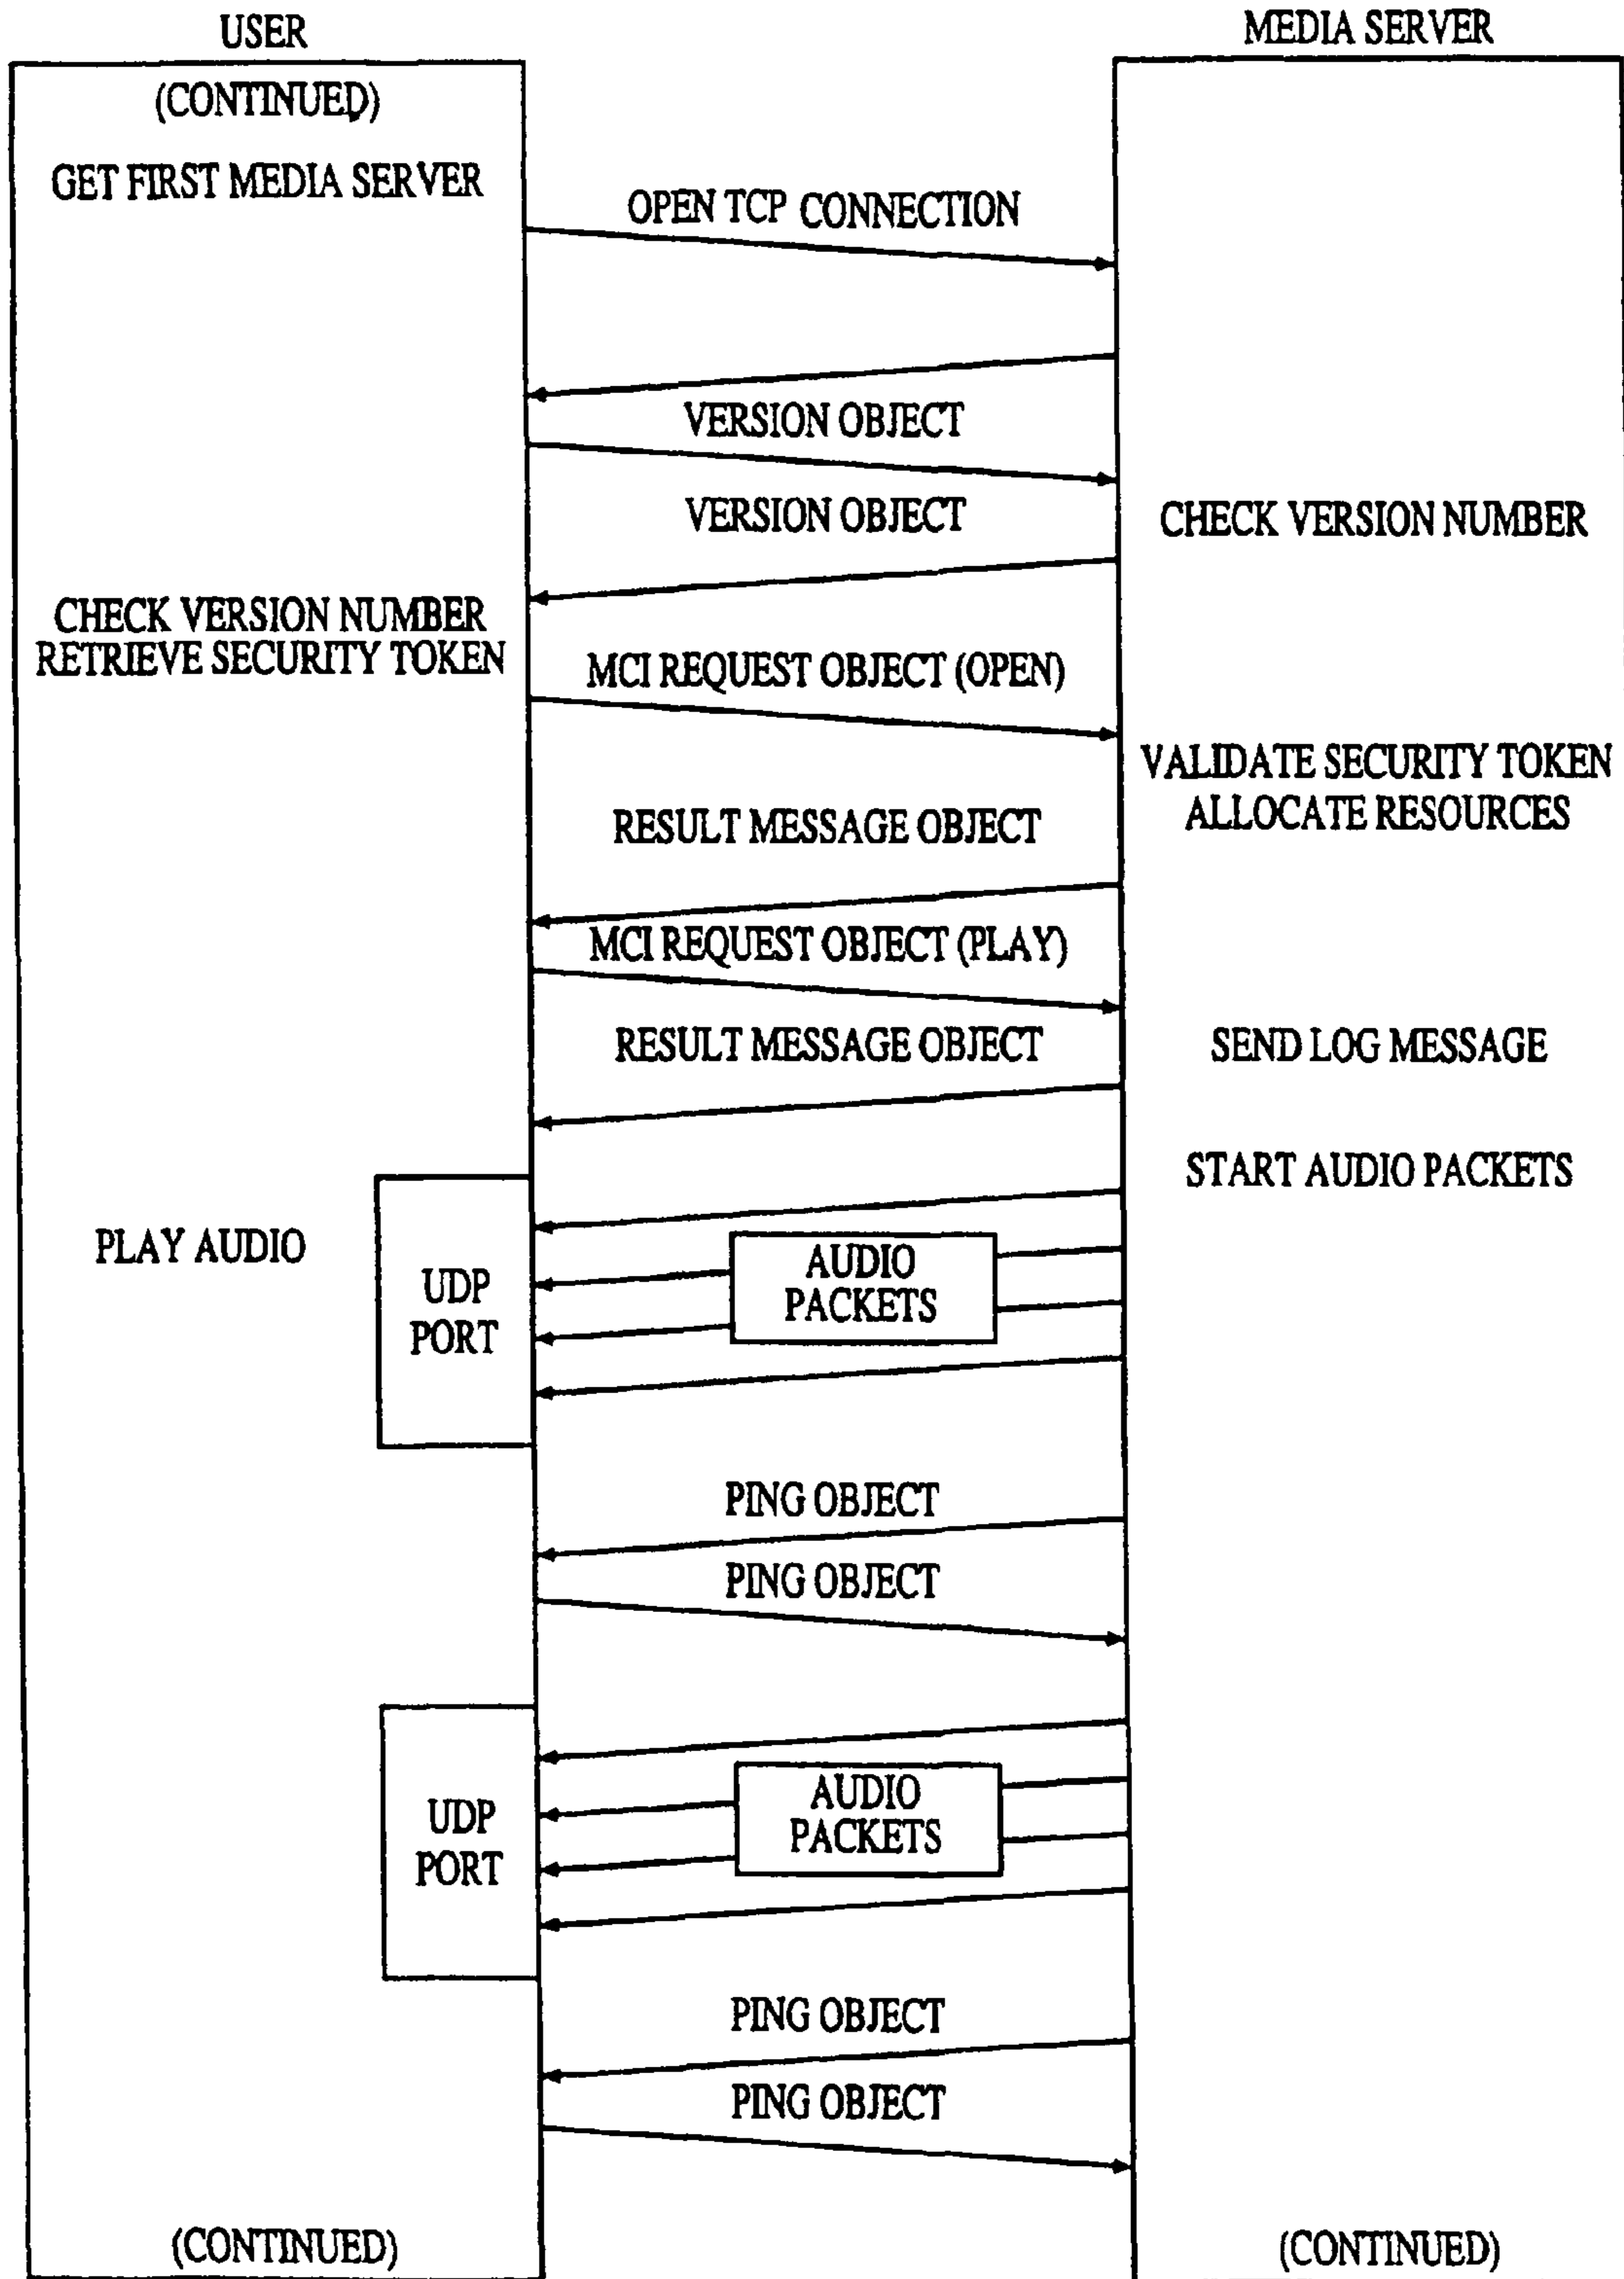 USER
MEDIA SERVER
(CONTINUED)
GET FIRST MEDIA SERVER
OPEN TCP CONNECTION
VERSION OBJECT
VERSION OBJECT
CHECK VERSION NUMBER
CHECK VERSION NUMBER
RETRIEVE SECURITY TOKEN
MCI REQUEST OBJECT (OPEN)
VALIDATE SECURITY TOKEN
ALLOCATE RESOURCES
RESULT MESSAGE OBJECT
MCI REQUEST OBJECT (PLAY)
RESULT MESSAGE OBJECT
SEND LOG MESSAGE
START AUDIO PACKETS
PLAY AUDIO
UDP
PORT
AUDIO
PACKETS
PING OBJECT
PING OBJECT
UDP
PORT
AUDIO
PACKETS
PING OBJECT
PING OBJECT
(CONTINUED)
(CONTINUED)